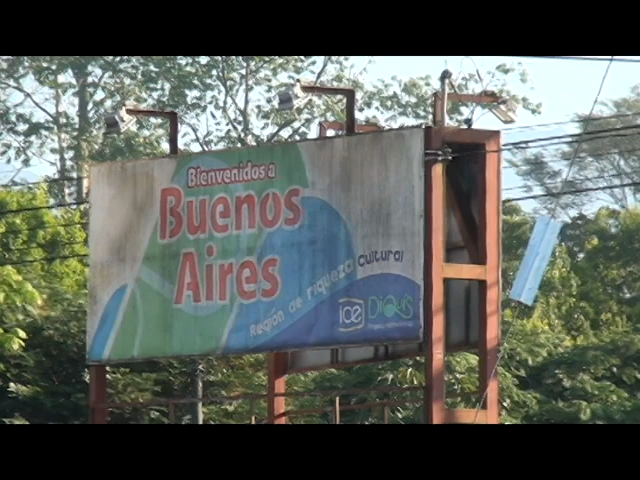 Bienvenidos a
Buenos
Aires
Región de riqueza cultural
ice DiQuís